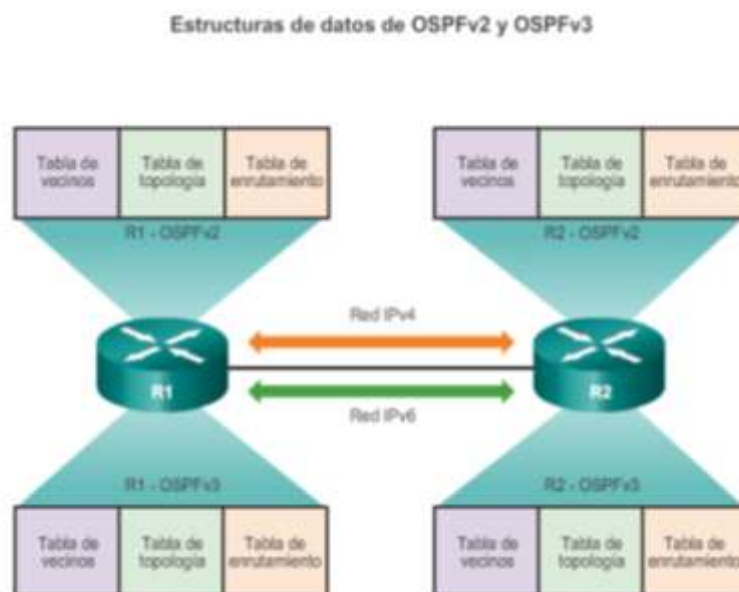 Estructuras de datos de OSPFv2 y OSPFv3
Tabla de vecinos
Tabla de topología
Tabla de enrutamiento
Tabla de vecinos
Tabla de topología
Tabla de enrutamiento
R1 - OSPFv2
R2 - OSPFv2
Red IPv4
R1
R2
Red IPv6
R1 - OSPFv3
R2 - OSPFv3
Tabla de vecinos
Tabla de topología
Tabla de enrutamiento
Tabla de vecinos
Tabla de topología
Tabla de enrutamiento